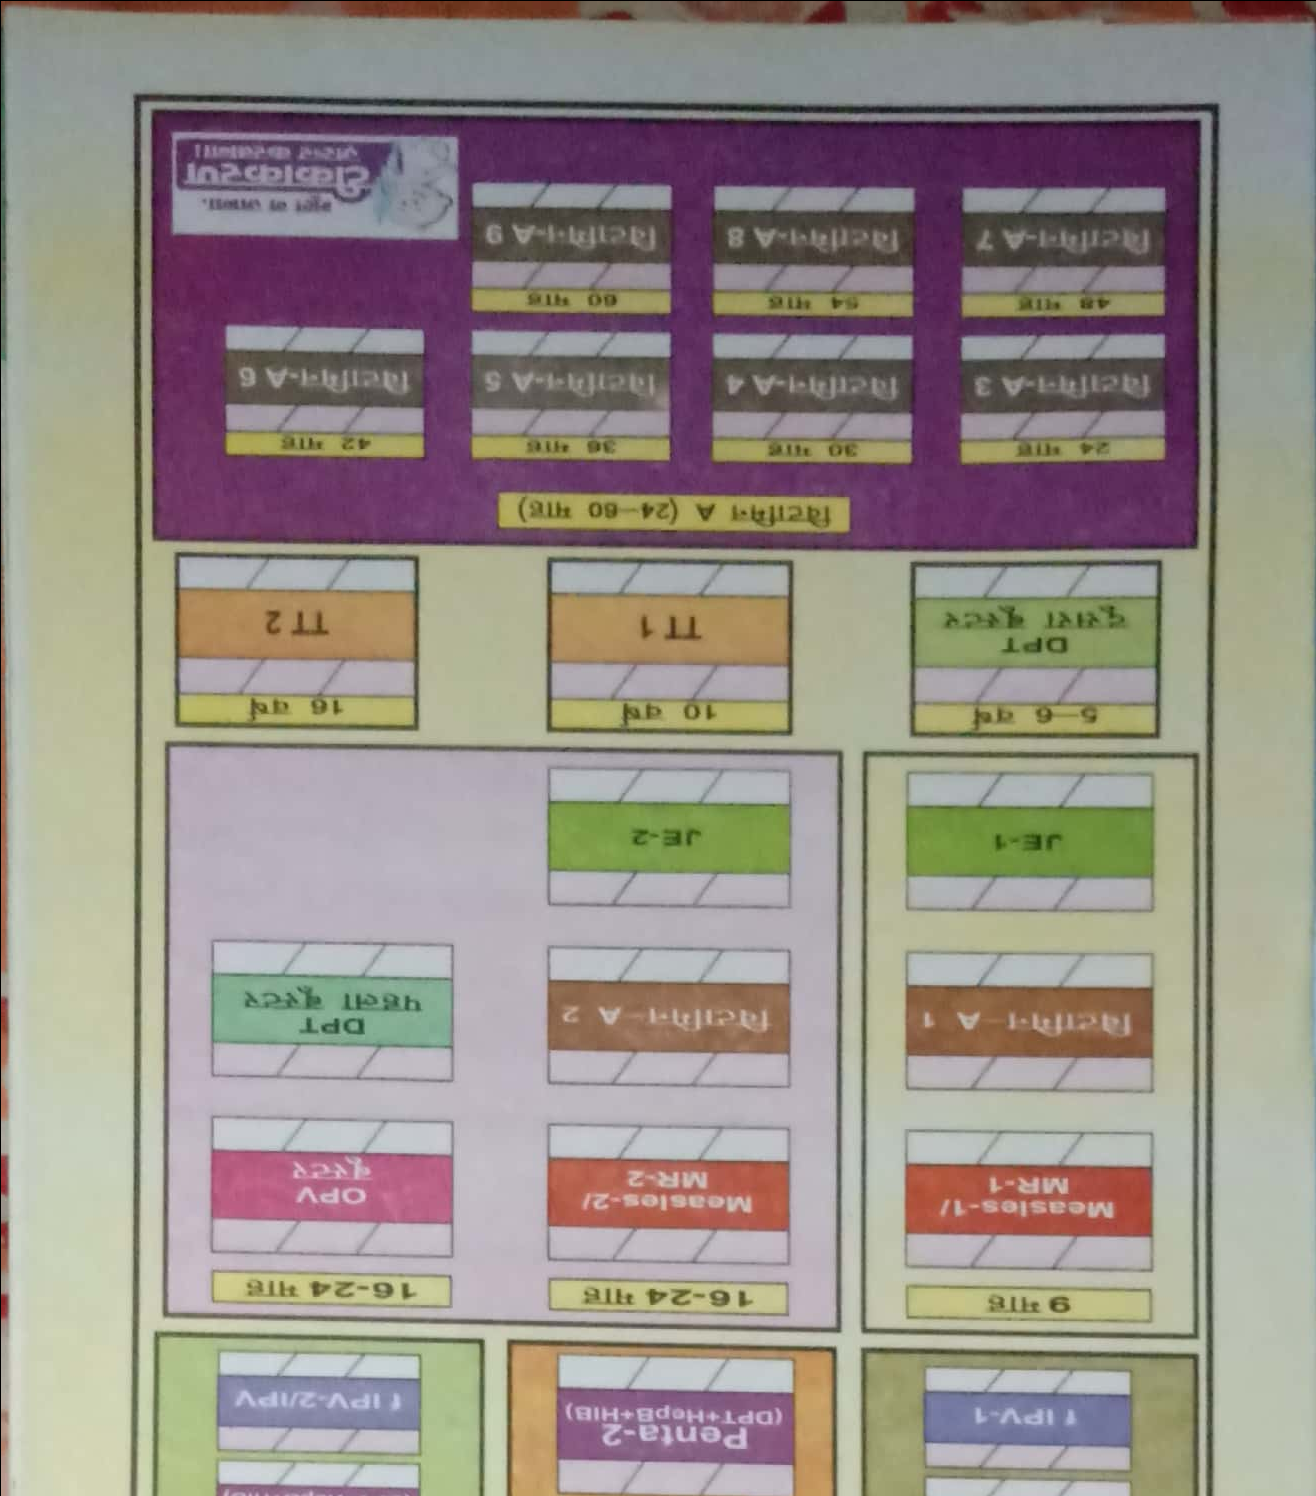 f IPV-1
Penta-2
(DPT+HepB+HIB)
f IPV-2/IPV
9 माह
16-24 माह
16-24 माह
Measles-1/
MR-1
Measles-2/
MR-2
OPV
बूस्टर
विटामिन–A 1
विटामिन–A 2
DPT
पहला बूस्टर
JE-1
JE-2
5–6 वर्ष
10 वर्ष
16 वर्ष
DPT
दूसरा बूस्टर
TT 1
TT 2
विटामिन A (24–60 माह)
24 माह
30 माह
36 माह
42 माह
विटामिन-A 3
विटामिन-A 4
विटामिन-A 5
विटामिन-A 6
48 माह
54 माह
60 माह
विटामिन-A 7
विटामिन-A 8
विटामिन-A 9
भूल न जाना,
टीकाकरण
जरूर करवाना!